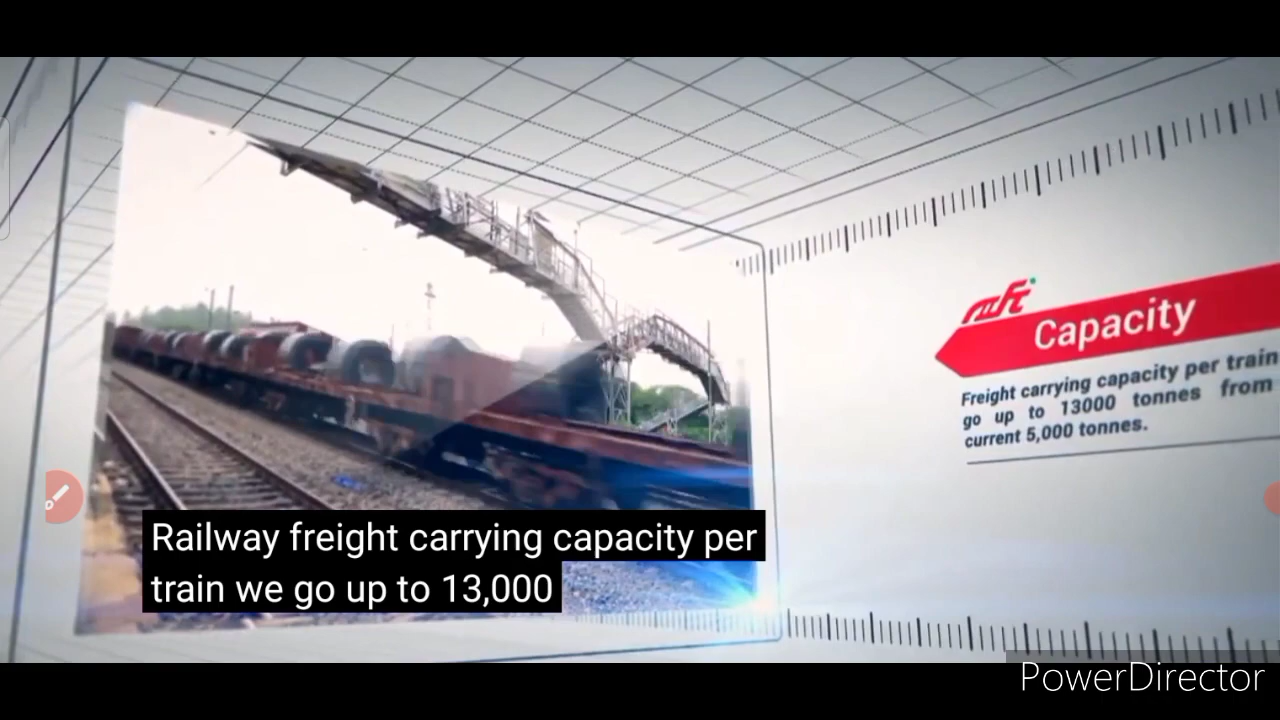 Capacity
Freight carrying capacity per train
go up to 13000 tonnes from
current 5,000 tonnes.
Railway freight carrying capacity per
train we go up to 13,000
PowerDirector